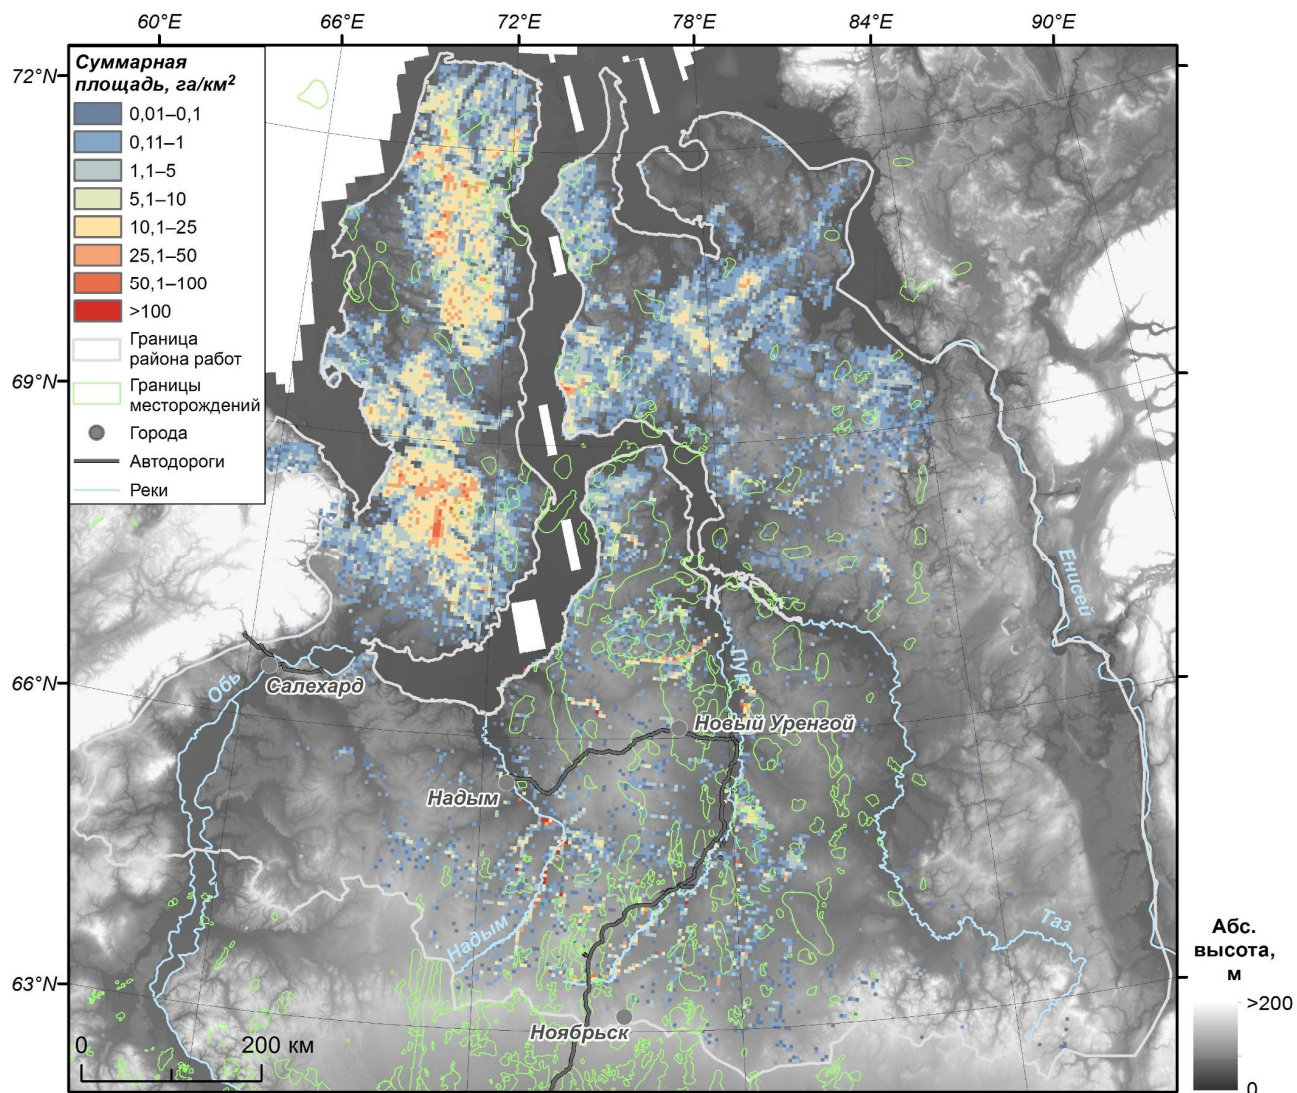 60°E
66°E
72°E
78°E
84°E
90°E
72°N
69°N
66°N
63°N
Суммарная
площадь, га/км²
0,01–0,1
0,11–1
1,1–5
5,1–10
10,1–25
25,1–50
50,1–100
>100
Граница
района работ
Границы
месторождений
Города
Автодороги
Реки
Енисей
Пур
Обь
Салехард
Новый Уренгой
Надым
Надым
Таз
Ноябрьск
0
200 км
Абс.
высота,
м
>200
0